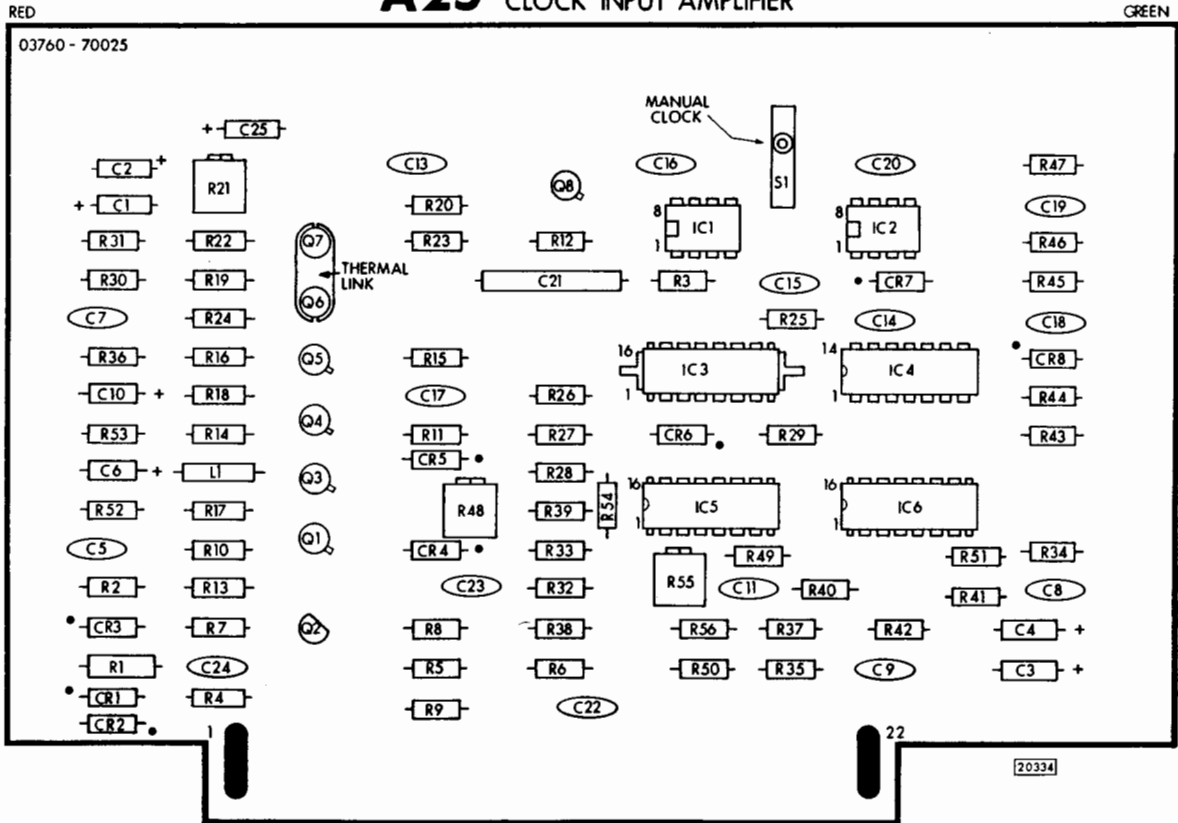 A25 CLOCK INPUT AMPLIFIER
RED
GREEN
03760 - 70025
MANUAL
CLOCK
+ C25
C2 +
R21
C13
Q8
C16
S1
C20
R47
+ C1
R20
8
IC1
1
8
IC2
1
C19
R31
R22
Q7
R23
R12
R46
THERMAL
LINK
R30
R19
Q6
C21
R3
C15
CR7
R45
C7
R24
R25
C14
C18
R36
R16
Q5
R15
16
IC3
1
14
IC4
1
CR8
C10 +
R18
C17
R26
R44
R53
R14
Q4
R11
R27
CR6
R29
R43
CR5
C6 +
L1
Q3
R28
R48
R54
16
IC5
1
16
IC6
1
R52
R17
R39
C5
R10
Q1
CR4
R33
R49
R51
R34
R2
R13
C23
R32
R55
C11
R40
R41
C8
CR3
R7
Q2
R8
R38
R56
R37
R42
C4 +
R1
C24
R5
R6
R50
R35
C9
C3 +
CR1
R4
R9
C22
CR2
1
22
20334